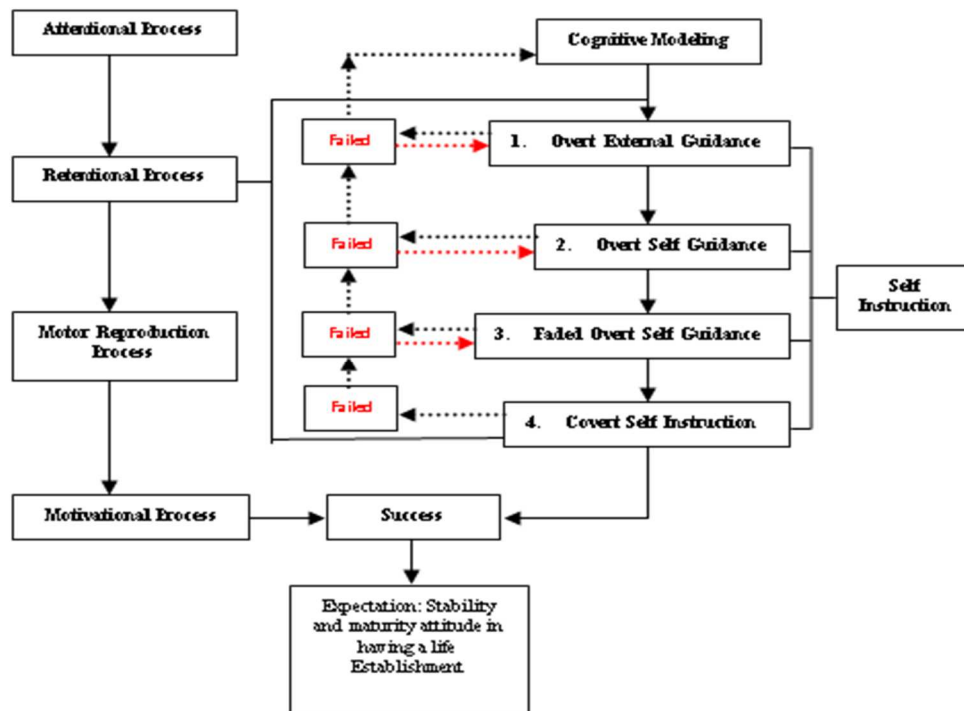 Attentional Process
Cognitive Modeling
Failed
1. Overt External Guidance
Retentional Process
Failed
2. Overt Self Guidance
Self
Instruction
Motor Reproduction
Process
Failed
3. Faded Overt Self Guidance
Failed
4. Covert Self Instruction
Motivational Process
Success
Expectation: Stability
and maturity attitude in
having a life
Establishment